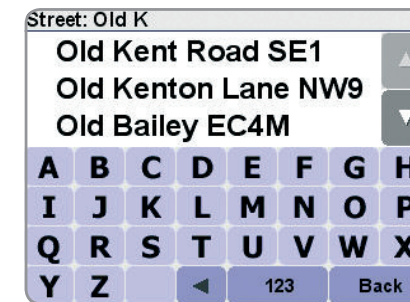 Street: Old K
Old Kent Road SE1
Old Kenton Lane NW9
Old Bailey EC4M
A B C D E F G H
I J K L M N O P
Q R S T U V W X
Y Z 123 Back